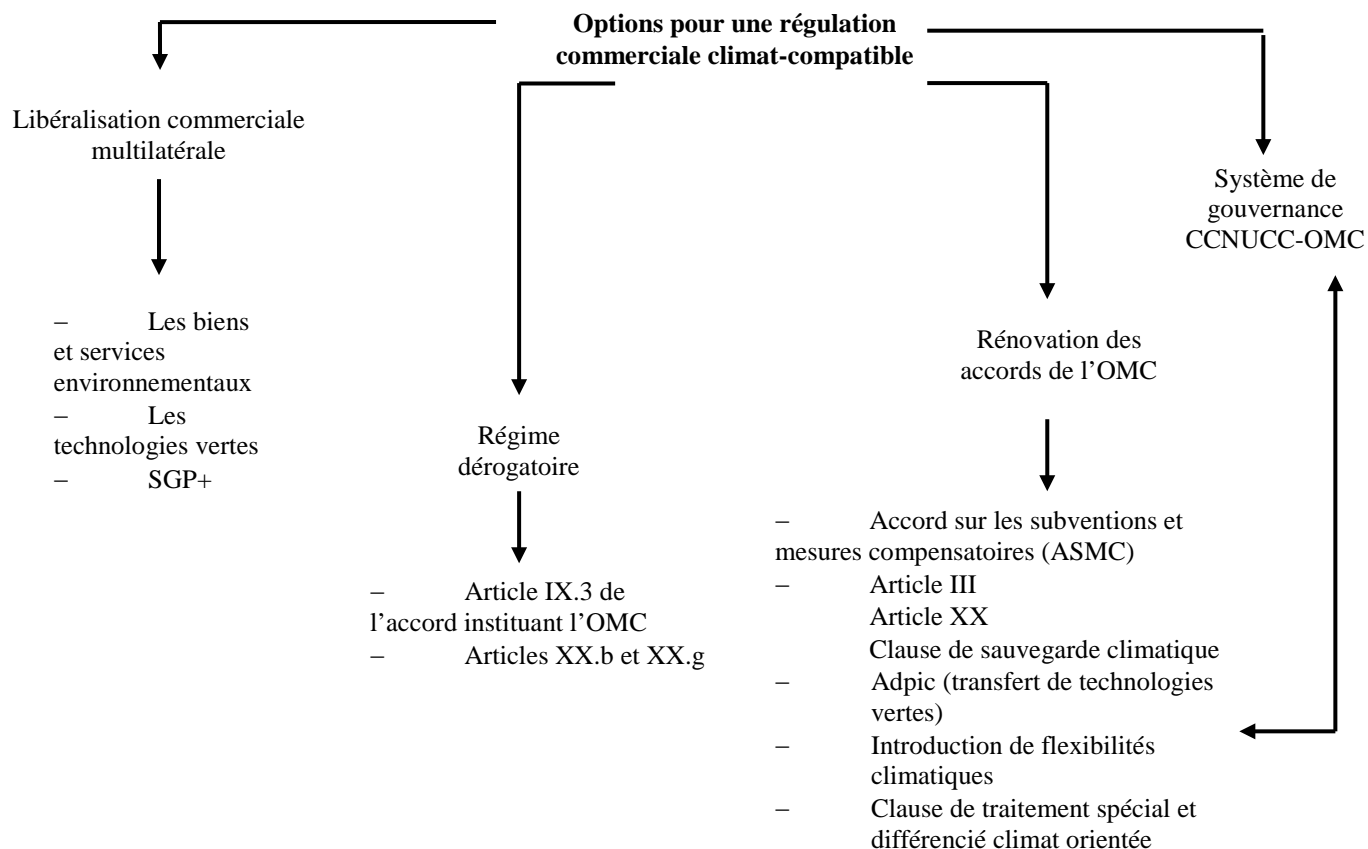 Options pour une régulation
commerciale climat-compatible
Libéralisation commerciale
multilatérale
– Les biens
et services
environnementaux
– Les
technologies vertes
– SGP+
Régime
dérogatoire
– Article IX.3 de
l’accord instituant l’OMC
– Articles XX.b et XX.g
Rénovation des
accords de l’OMC
– Accord sur les subventions et
mesures compensatoires (ASMC)
– Article III
Article XX
Clause de sauvegarde climatique
– Adpic (transfert de technologies
vertes)
– Introduction de flexibilités
climatiques
– Clause de traitement spécial et
différencié climat orientée
Système de
gouvernance
CCNUCC-OMC